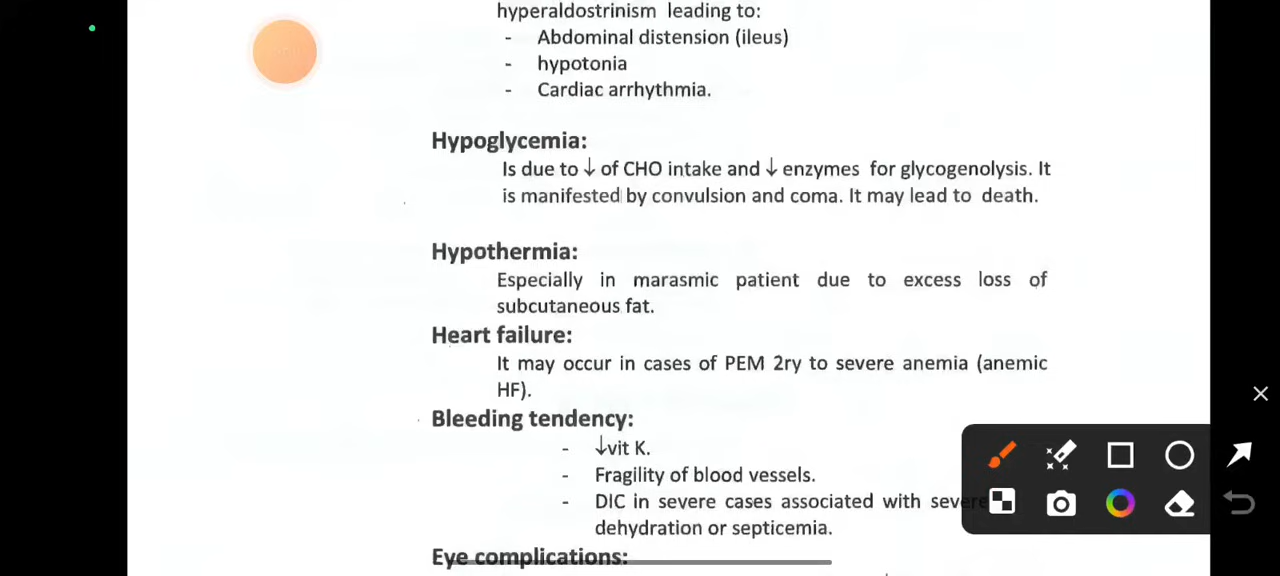 hyperaldostrinism leading to:
- Abdominal distension (ileus)
- hypotonia
- Cardiac arrhythmia.
Hypoglycemia:
Is due to ↓ of CHO intake and ↓ enzymes for glycogenolysis. It
is manifested by convulsion and coma. It may lead to death.
Hypothermia:
Especially in marasmic patient due to excess loss of
subcutaneous fat.
Heart failure:
It may occur in cases of PEM 2ry to severe anemia (anemic
HF).
Bleeding tendency:
- ↓vit K.
- Fragility of blood vessels.
- DIC in severe cases associated with severe
dehydration or septicemia.
Eye complications: